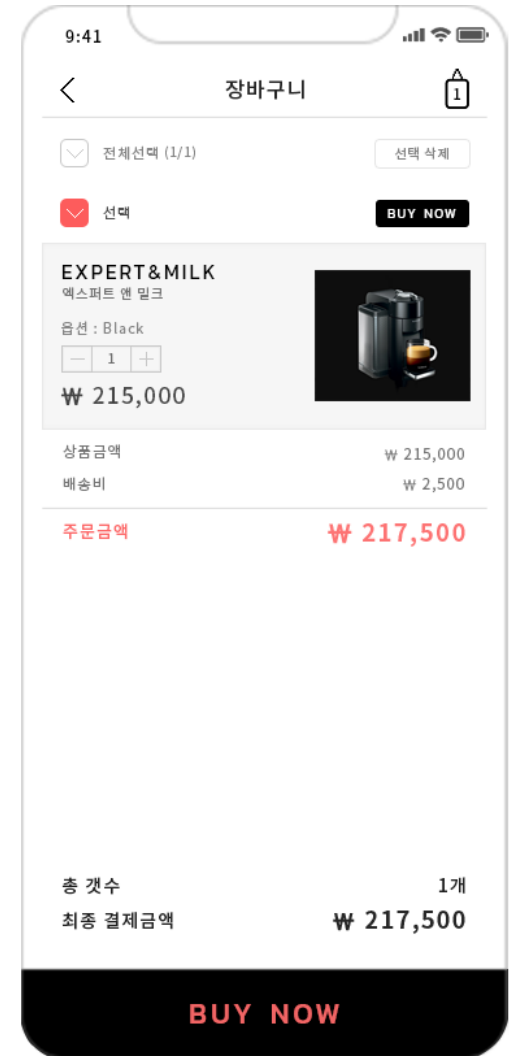 9:41
장바구니
1
전체선택 (1/1)
선택 삭제
선택
BUY NOW
EXPERT&MILK
엑스퍼트 앤 밀크
옵션 : Black
1
₩ 215,000
상품금액
₩ 215,000
배송비
₩ 2,500
주문금액
₩ 217,500
총 갯수
1개
최종 결제금액
₩ 217,500
BUY NOW